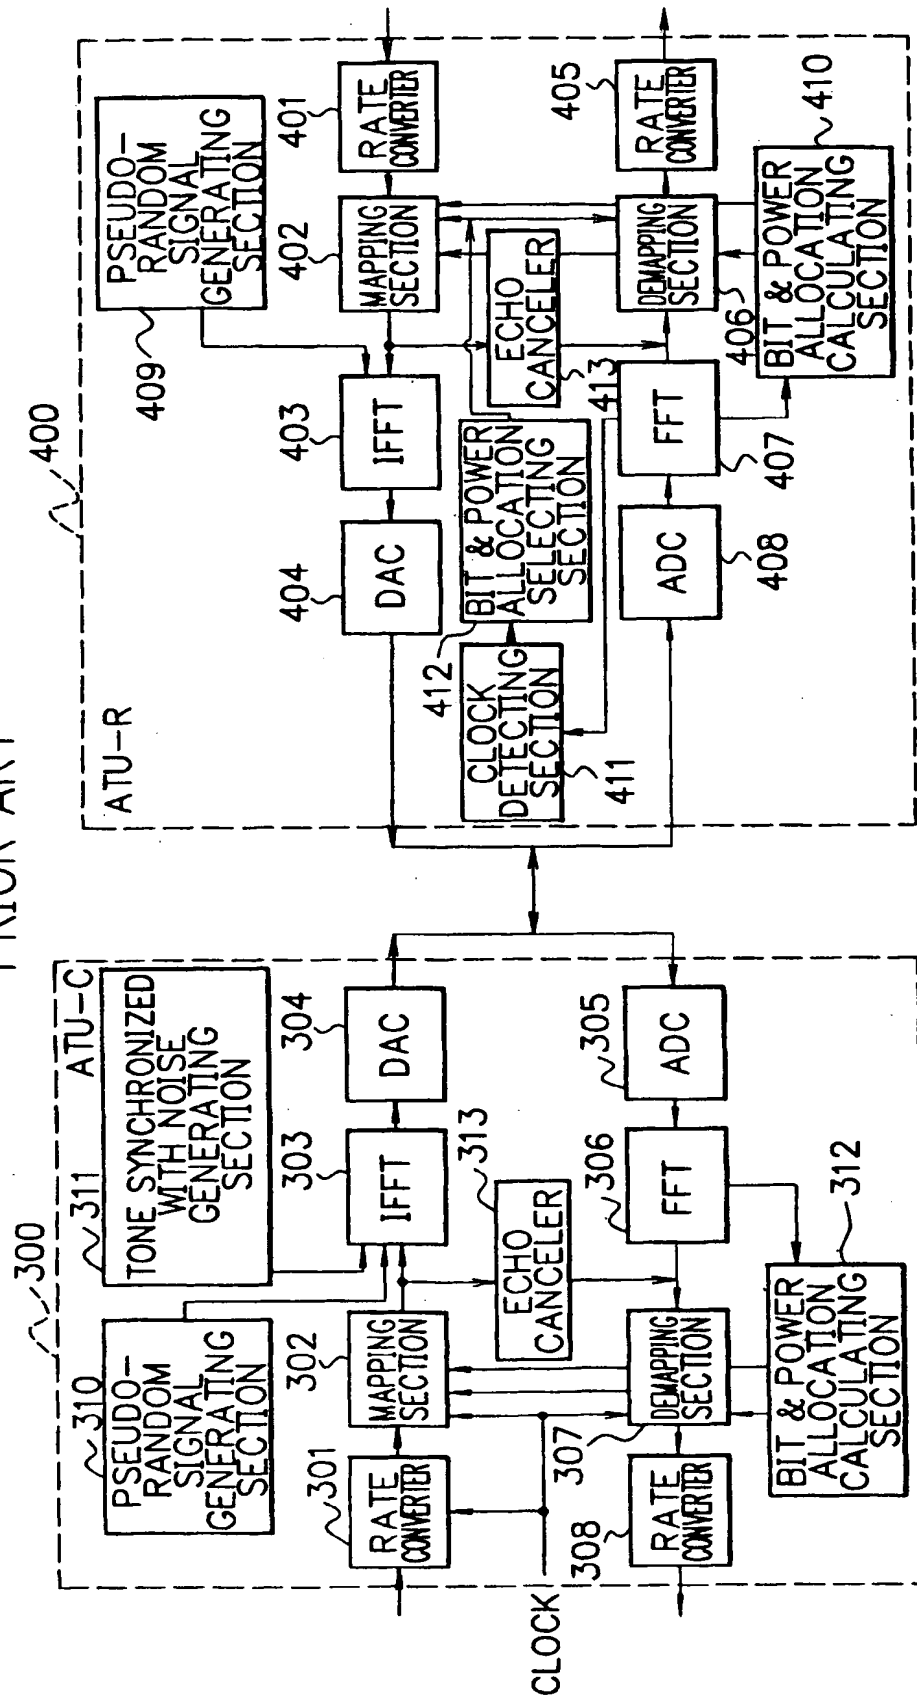 PRIOR ART
300
ATU-C
310
PSEUDO-
RANDOM
SIGNAL
GENERATING
SECTION
311
TONE SYNCHRONIZED
WITH NOISE
GENERATING
SECTION
301
RATE
CONVERTER
302
MAPPING
SECTION
303
IFFT
304
DAC
313
ECHO
CANCELER
CLOCK
308
RATE
CONVERTER
307
DEMAPPING
SECTION
306
FFT
305
ADC
312
BIT & POWER
ALLOCATION
CALCULATING
SECTION
400
ATU-R
409
PSEUDO-
RANDOM
SIGNAL
GENERATING
SECTION
404
DAC
403
IFFT
402
MAPPING
SECTION
401
RATE
CONVERTER
411
CLOCK
DETECTING
SECTION
412
BIT & POWER
ALLOCATION
SELECTING
SECTION
413
ECHO
CANCELER
408
ADC
407
FFT
406
DEMAPPING
SECTION
405
RATE
CONVERTER
410
BIT & POWER
ALLOCATION
CALCULATING
SECTION